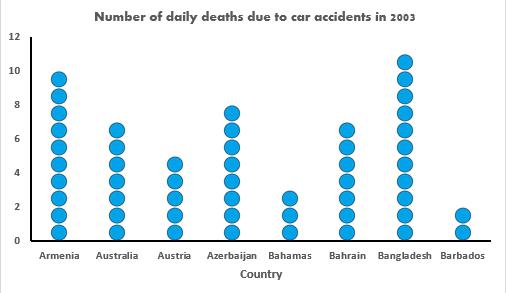 Number of daily deaths due to car accidents in 2003
12
10
8
6
4
2
0
Armenia Australia Austria Azerbaijan Bahamas Bahrain Bangladesh Barbados
Country